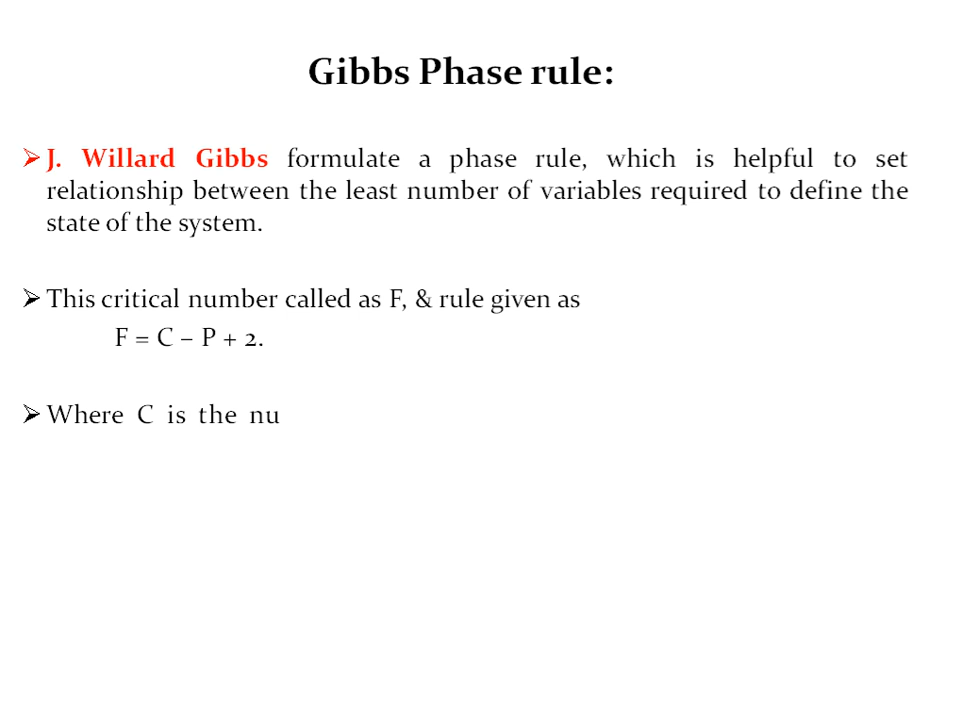 Gibbs Phase rule:
➢ J. Willard Gibbs formulate a phase rule, which is helpful to set
relationship between the least number of variables required to define the
state of the system.
➢ This critical number called as F, & rule given as
F = C – P + 2.
➢ Where C is the nu